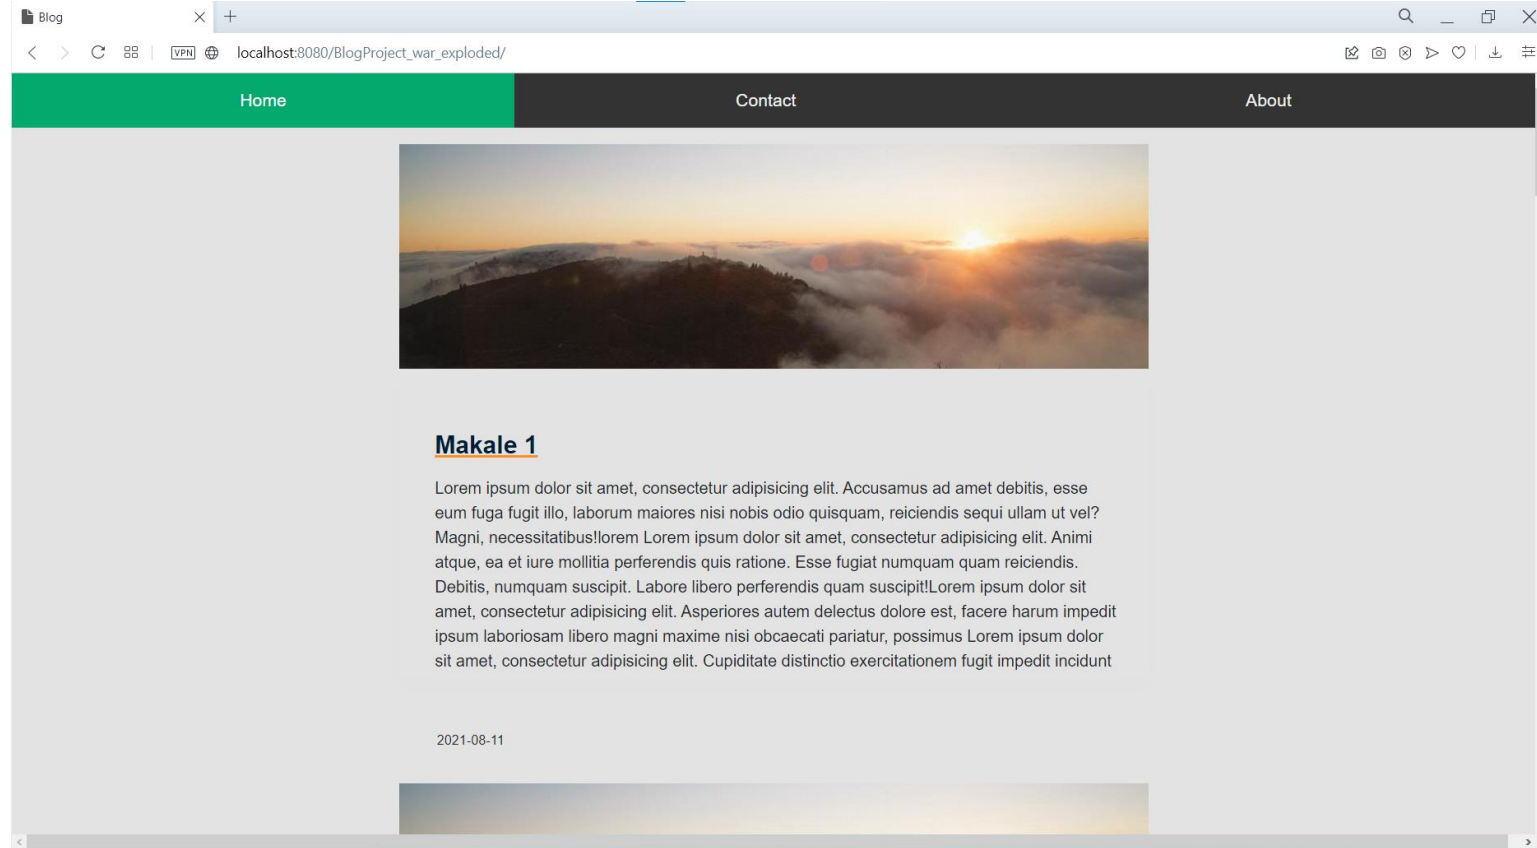 Blog
VPN
localhost:8080/BlogProject_war_exploded/
Home
Contact
About
Makale 1
Lorem ipsum dolor sit amet, consectetur adipisicing elit. Accusamus ad amet debitis, esse
eum fuga fugit illo, laborum maiores nisi nobis odio quisquam, reiciendis sequi ullam ut vel?
Magni, necessitatibus!lorem Lorem ipsum dolor sit amet, consectetur adipisicing elit. Animi
atque, ea et iure mollitia perferendis quis ratione. Esse fugiat numquam quam reiciendis.
Debitis, numquam suscipit. Labore libero perferendis quam suscipit!Lorem ipsum dolor sit
amet, consectetur adipisicing elit. Asperiores autem delectus dolore est, facere harum impedit
ipsum laboriosam libero magni maxime nisi obcaecati pariatur, possimus Lorem ipsum dolor
sit amet, consectetur adipisicing elit. Cupiditate distinctio exercitationem fugit impedit incidunt
2021-08-11